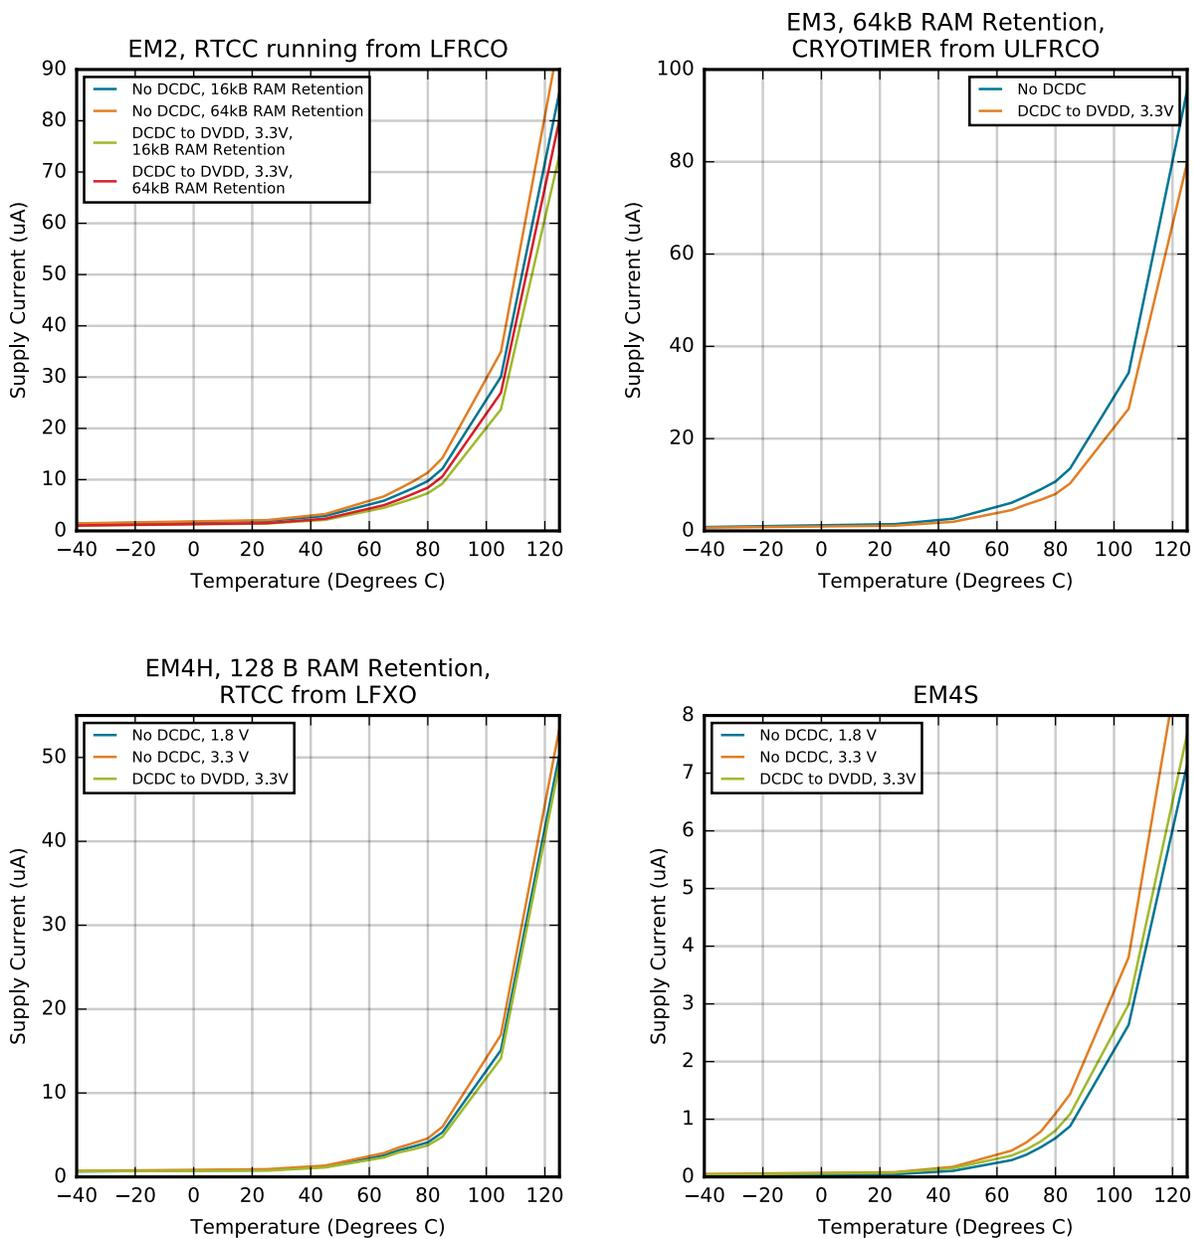 EM2, RTCC running from LFRCO
90
80
70
60
50
40
30
20
10
0
Supply Current (uA)
No DCDC, 16kB RAM Retention
No DCDC, 64kB RAM Retention
DCDC to DVDD, 3.3V,
16kB RAM Retention
DCDC to DVDD, 3.3V,
64kB RAM Retention
−40 −20 0 20 40 60 80 100 120
Temperature (Degrees C)
EM3, 64kB RAM Retention,
CRYOTIMER from ULFRCO
100
80
60
40
20
0
Supply Current (uA)
No DCDC
DCDC to DVDD, 3.3V
−40 −20 0 20 40 60 80 100 120
Temperature (Degrees C)
EM4H, 128 B RAM Retention,
RTCC from LFXO
50
40
30
20
10
0
Supply Current (uA)
No DCDC, 1.8 V
No DCDC, 3.3 V
DCDC to DVDD, 3.3V
−40 −20 0 20 40 60 80 100 120
Temperature (Degrees C)
EM4S
8
7
6
5
4
3
2
1
0
Supply Current (uA)
No DCDC, 1.8 V
No DCDC, 3.3 V
DCDC to DVDD, 3.3V
−40 −20 0 20 40 60 80 100 120
Temperature (Degrees C)